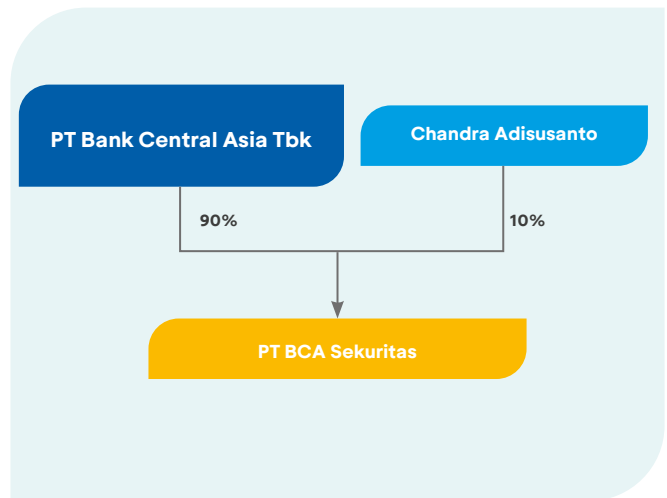 PT Bank Central Asia Tbk
Chandra Adisusanto
90%
10%
PT BCA Sekuritas